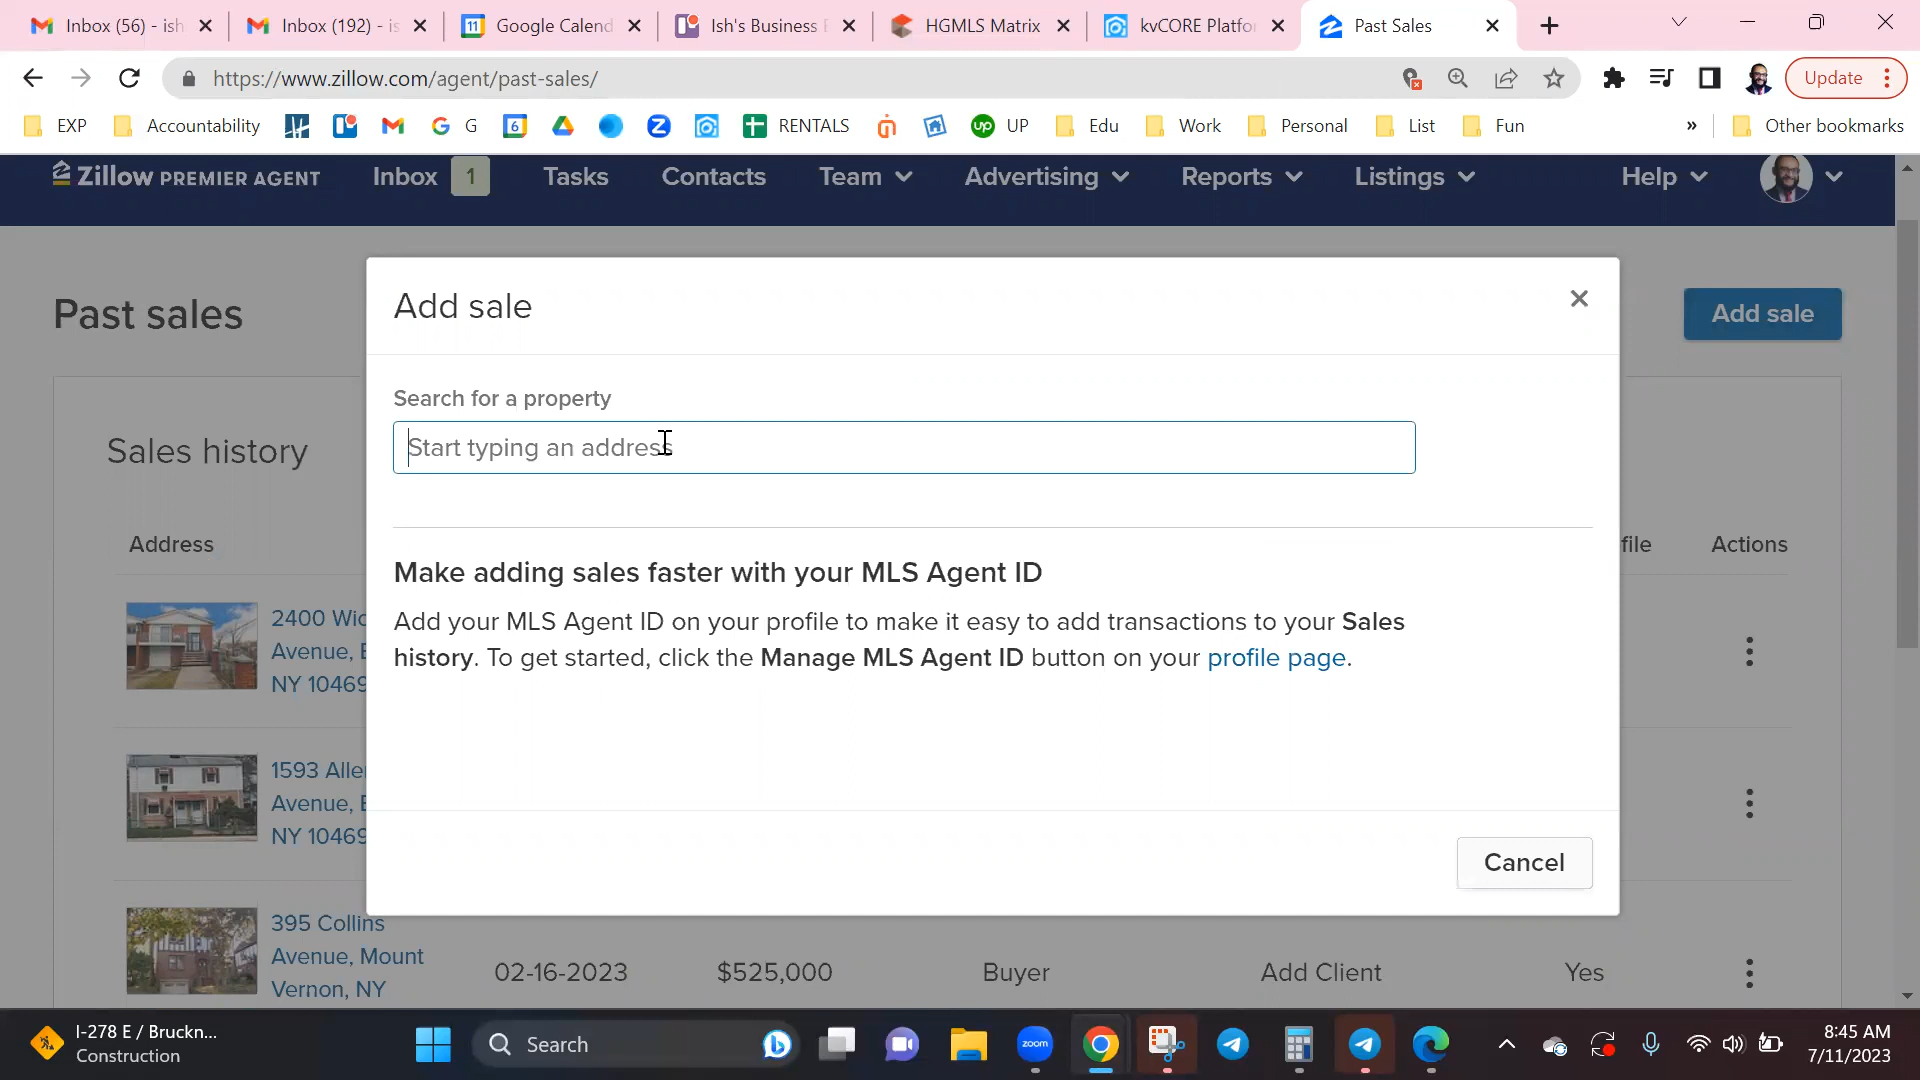 Inbox (56) - ish
Inbox (192) - is
Google Calend
Ish's Business
HGMLS Matrix
kvCORE Platfo
Past Sales
https://www.zillow.com/agent/past-sales/
Update
EXP
Accountability
G
6
RENTALS
UP
Edu
Work
Personal
List
Fun
»
Other bookmarks
Zillow PREMIER AGENT
Inbox 1
Tasks
Contacts
Team
Advertising
Reports
Listings
Help
Past sales
Add sale
Add sale
Search for a property
Start typing an address
Sales history
Make adding sales faster with your MLS Agent ID
Add your MLS Agent ID on your profile to make it easy to add transactions to your Sales
history. To get started, click the Manage MLS Agent ID button on your profile page.
Address
file
Actions
2400 Wic
Avenue,
NY 10469
1593 Alle
Avenue,
NY 10469
Cancel
395 Collins
Avenue, Mount
Vernon, NY
02-16-2023
$525,000
Buyer
Add Client
Yes
I-278 E / Bruckn...
Construction
Search
zoom
8:45 AM
7/11/2023